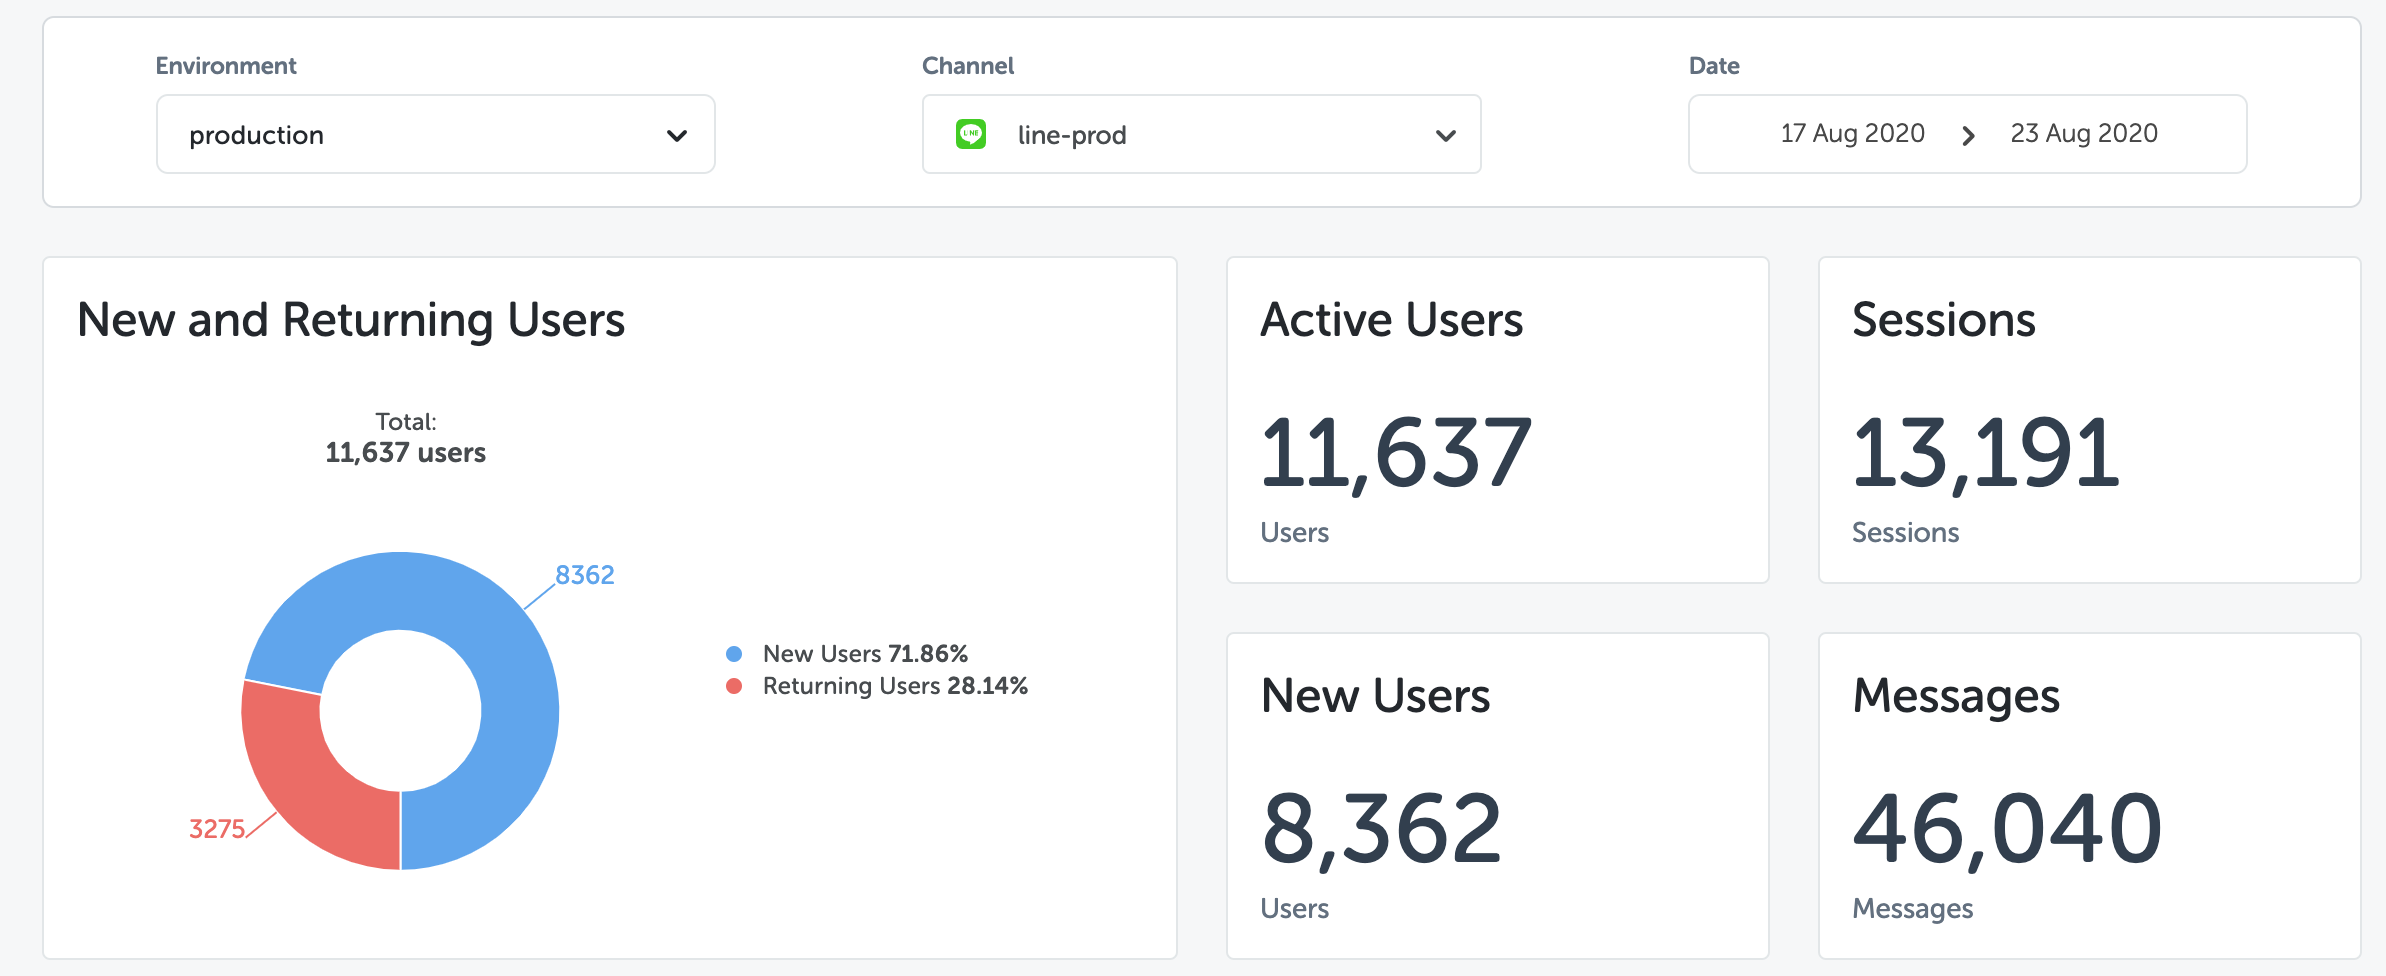 Environment
Channel
Date
production
LINE
line-prod
17 Aug 2020
23 Aug 2020
New and Returning Users
Total:
11,637 users
8362
3275
New Users 71.86%
Returning Users 28.14%
Active Users
11,637
Users
Sessions
13,191
Sessions
New Users
8,362
Users
Messages
46,040
Messages